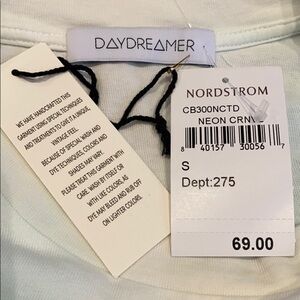 DAYDREAMER
WE HAVE HANDCRAFTED THIS
GARMENT USING SPECIAL TECHNIQUES
AND TREATMENTS TO GIVE IT A UNIQUE,
VINTAGE FEEL.
BECAUSE OF SPECIAL WASH AND
DYE TECHNIQUES, COLORS AND
SHADES MAY VARY.
PLEASE TREAT THIS GARMENT WITH
CARE. WASH BY ITSELF OR
WITH LIKE COLORS, AS
DYE MAY BLEED AND RUB OFF
ON LIGHTER COLORS.
NORDSTROM
CB300NCTD
NEON CRNVL
8 40157 30056 7
S
Dept:275
69.00